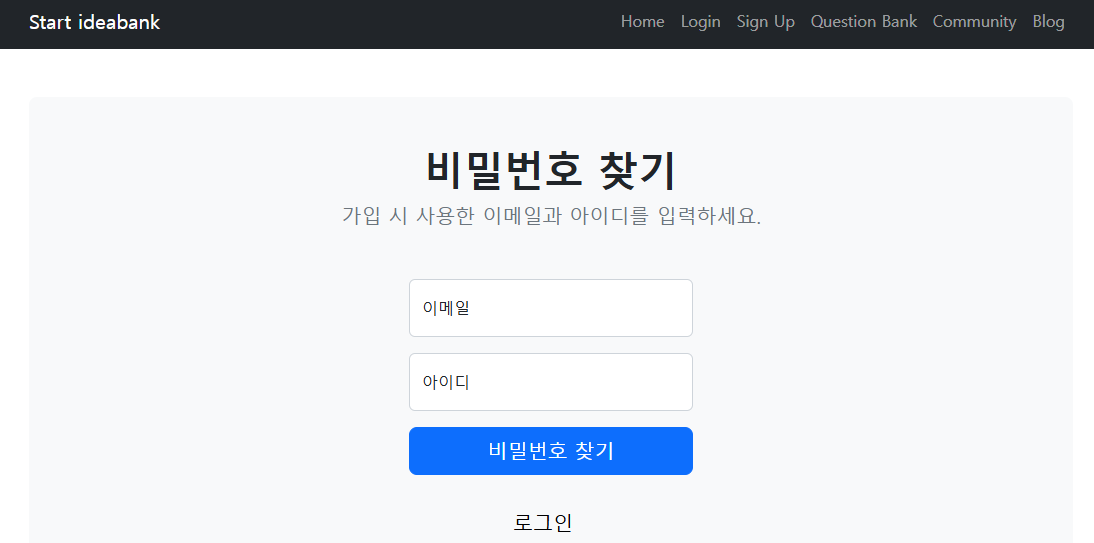 Start ideabank Home Login Sign Up Question Bank Community Blog
비밀번호 찾기
가입 시 사용한 이메일과 아이디를 입력하세요.
이메일
아이디
비밀번호 찾기
로그인